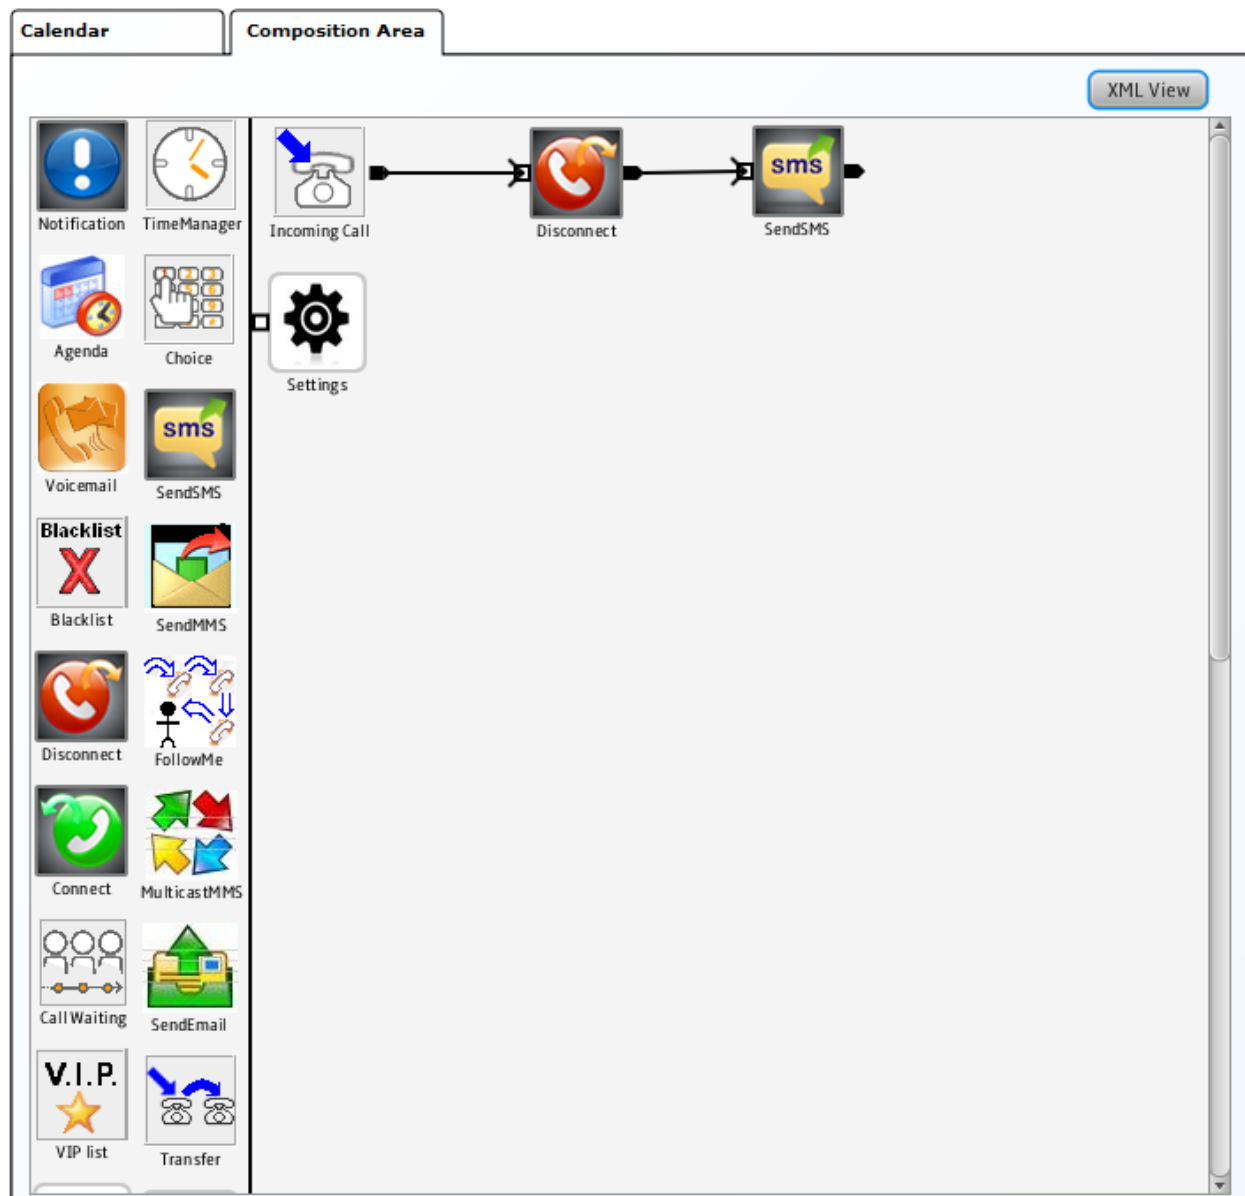 Calendar
Composition Area
XML View
Notification
TimeManager
Incoming Call
Disconnect
sms
SendSMS
Agenda
Choice
Settings
Voicemail
sms
SendSMS
Blacklist
Blacklist
SendMMS
Disconnect
FollowMe
Connect
MulticastMMS
Call Waiting
SendEmail
V.I.P.
VIP list
Transfer